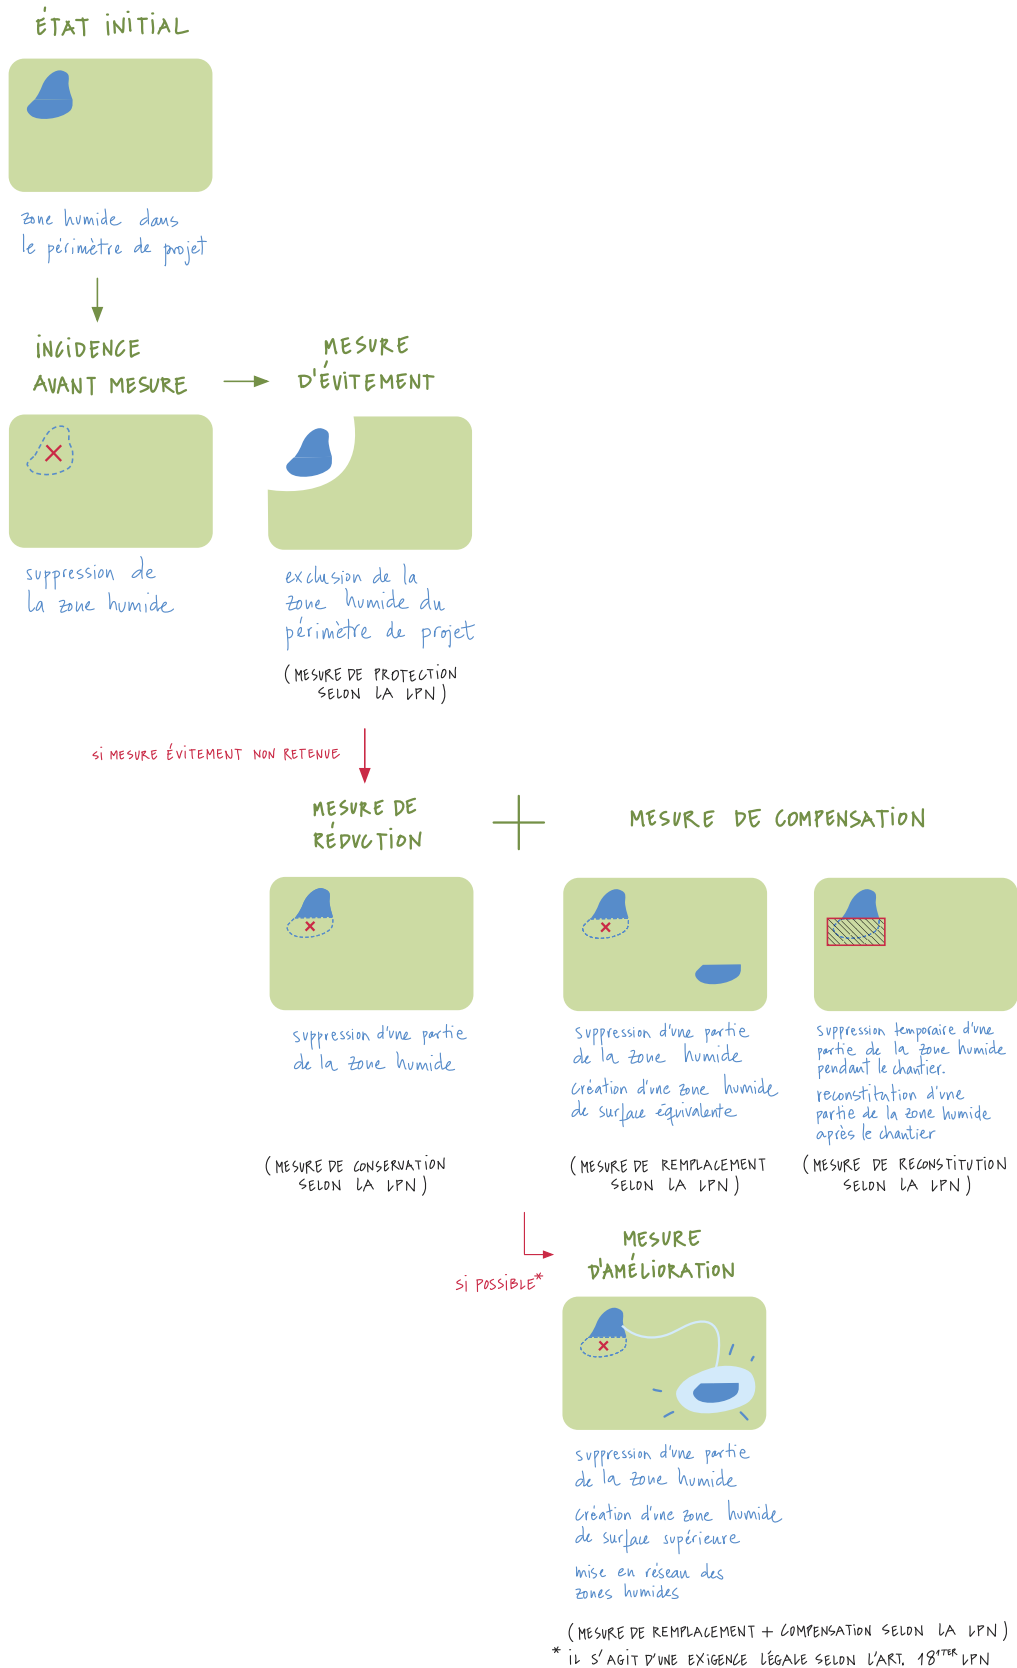 ÉTAT INITIAL
zone humide dans
le périmètre de projet
INCIDENCE
AVANT MESURE
MESURE
D'ÉVITEMENT
suppression de
la zone humide
exclusion de la
zone humide du
périmètre de projet
(MESURE DE PROTECTION
SELON LA LPN)
SI MESURE ÉVITEMENT NON RETENUE
MESURE DE
RÉDUCTION
+
MESURE DE COMPENSATION
suppression d'une partie
de la zone humide
(MESURE DE CONSERVATION
SELON LA LPN)
suppression d'une partie
de la zone humide
création d'une zone humide
de surface équivalente
(MESURE DE REMPLACEMENT
SELON LA LPN)
suppression temporaire d'une
partie de la zone humide
pendant le chantier.
reconstitution d'une
partie de la zone humide
après le chantier
(MESURE DE RECONSTITUTION
SELON LA LPN)
SI POSSIBLE*
MESURE
D'AMÉLIORATION
suppression d'une partie
de la zone humide
création d'une zone humide
de surface supérieure
mise en réseau des
zones humides
(MESURE DE REMPLACEMENT + COMPENSATION SELON LA LPN)
* IL S'AGIT D'UNE EXIGENCE LÉGALE SELON L'ART. 18 1TER LPN